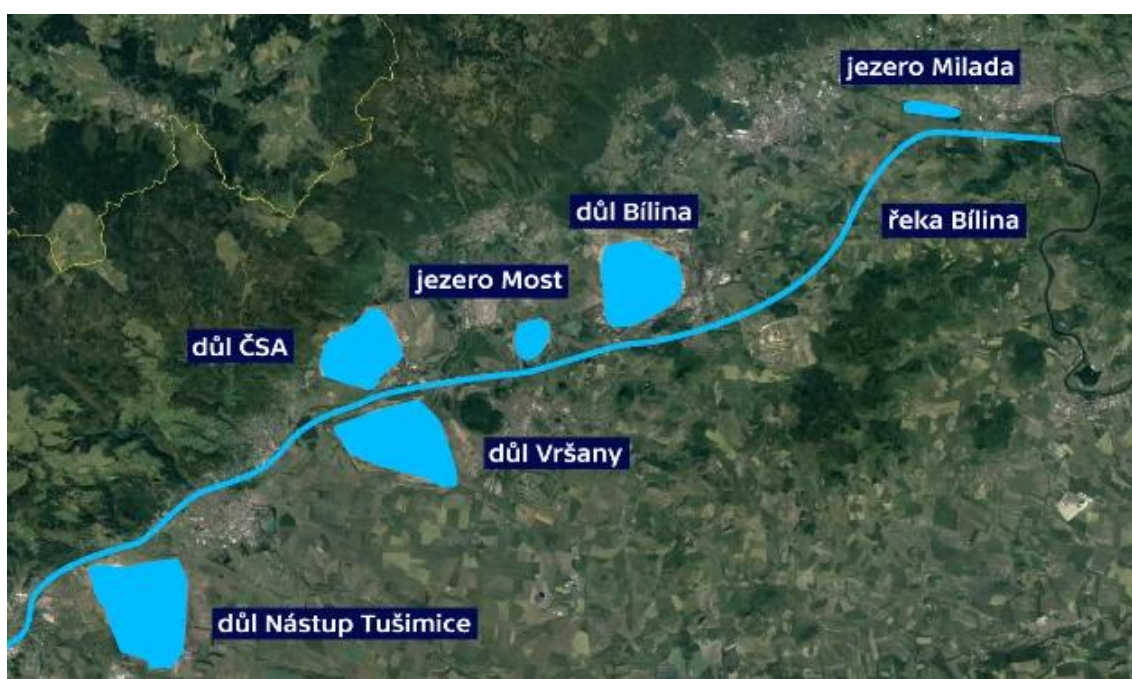 jezero Milada
důl Bílina
řeka Bílina
jezero Most
důl ČSA
důl Vršany
důl Nástup Tušimice